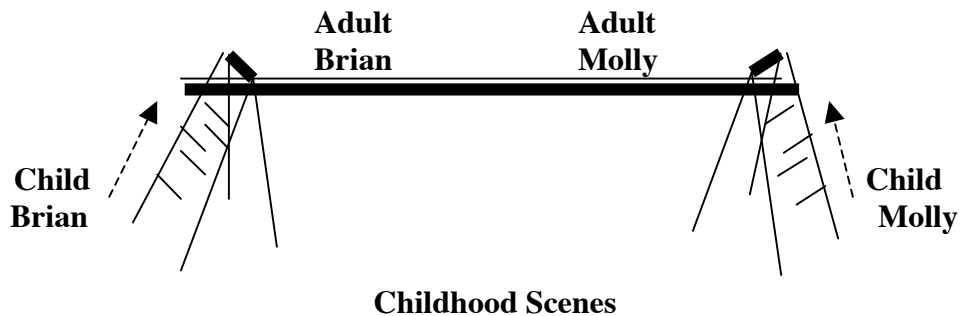 Adult
Brian
Adult
Molly
Child
Brian
Child
Molly
Childhood Scenes